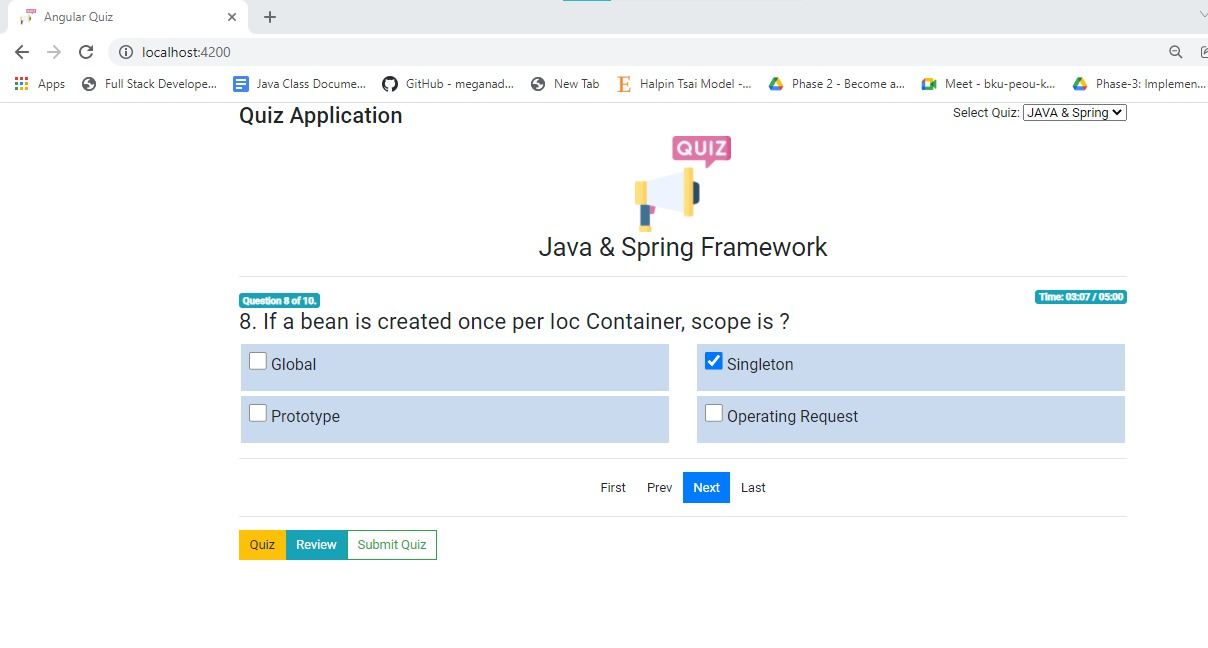 Angular Quiz
localhost:4200
Apps Full Stack Develope... Java Class Docume... GitHub - meganad... New Tab Halpin Tsai Model -... Phase 2 - Become a... Meet - bku-peou-k... Phase-3: Implemen...
Quiz Application
Select Quiz: JAVA & Spring
QUIZ
Java & Spring Framework
Question 8 of 10.
Time: 03:07 / 05:00
8. If a bean is created once per Ioc Container, scope is ?
Global
Singleton
Prototype
Operating Request
First Prev Next Last
Quiz Review Submit Quiz